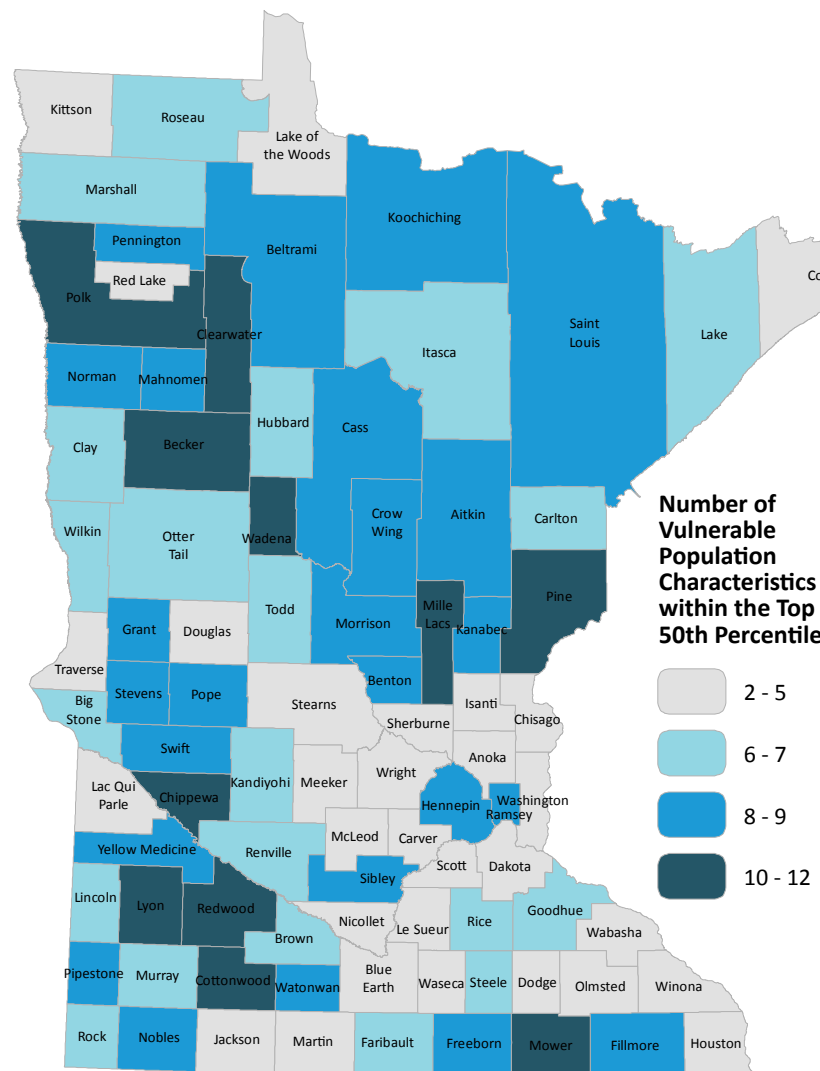 Kittson
Roseau
Lake of
the Woods
Marshall
Koochiching
Pennington
Beltrami
Red Lake
Polk
Co
Saint
Louis
Clearwater
Lake
Itasca
Norman
Mahnomen
Hubbard
Cass
Clay
Becker
Number of
Vulnerable
Population
Characteristics
within the Top
50th Percentile
Wilkin
Otter
Tail
Wadena
Crow
Wing
Aitkin
Carlton
Pine
Todd
Mille
Lacs
Grant
Douglas
Morrison
Kanabec
Traverse
Benton
2 - 5
Big
Stone
Stevens
Pope
Stearns
Isanti
Chisago
Sherburne
Swift
Anoka
6 - 7
Kandiyohi
Meeker
Wright
Lac Qui
Parle
Chippewa
Hennepin
Washington
Ramsey
8 - 9
McLeod
Carver
Yellow Medicine
Renville
Scott
Dakota
Sibley
10 - 12
Lincoln
Lyon
Redwood
Nicollet
Le Sueur
Rice
Goodhue
Wabasha
Brown
Pipestone
Murray
Cottonwood
Watonwan
Blue
Earth
Waseca
Steele
Dodge
Olmsted
Winona
Rock
Nobles
Jackson
Martin
Faribault
Freeborn
Mower
Fillmore
Houston